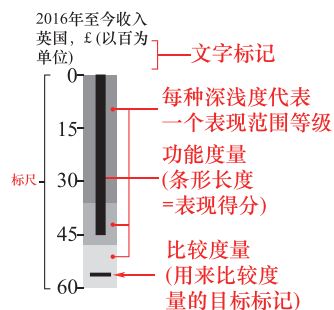 2016年至今收入
英国，£ (以百为
单位)
文字标记
0
15
30
45
60
标尺
每种深浅度代表
一个表现范围等级
功能度量
(条形长度
=表现得分)
比较度量
(用来比较度
量的目标标记)